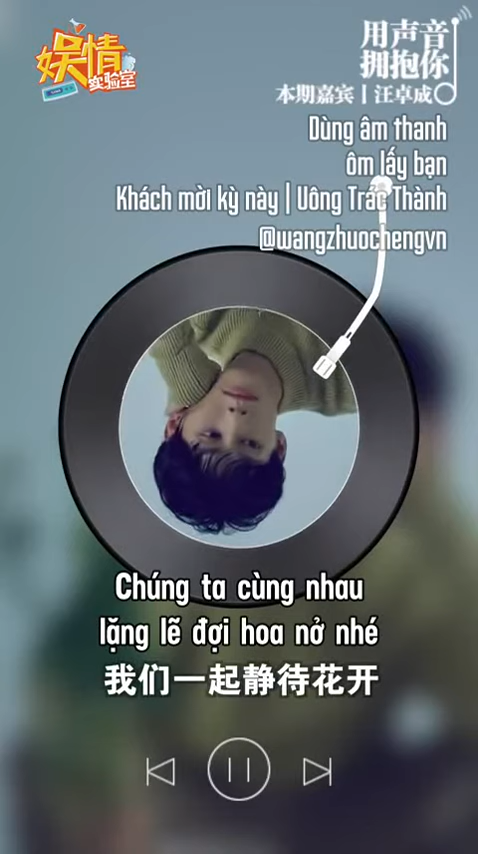 娱情
实验室
用声音
拥抱你
本期嘉宾丨汪卓成
Dùng âm thanh
ôm lấy bạn
Khách mời kỳ này | Uông Trác Thành
@wangzhuochengvn
Chúng ta cùng nhau
lặng lẽ đợi hoa nở nhé
我们一起静待花开